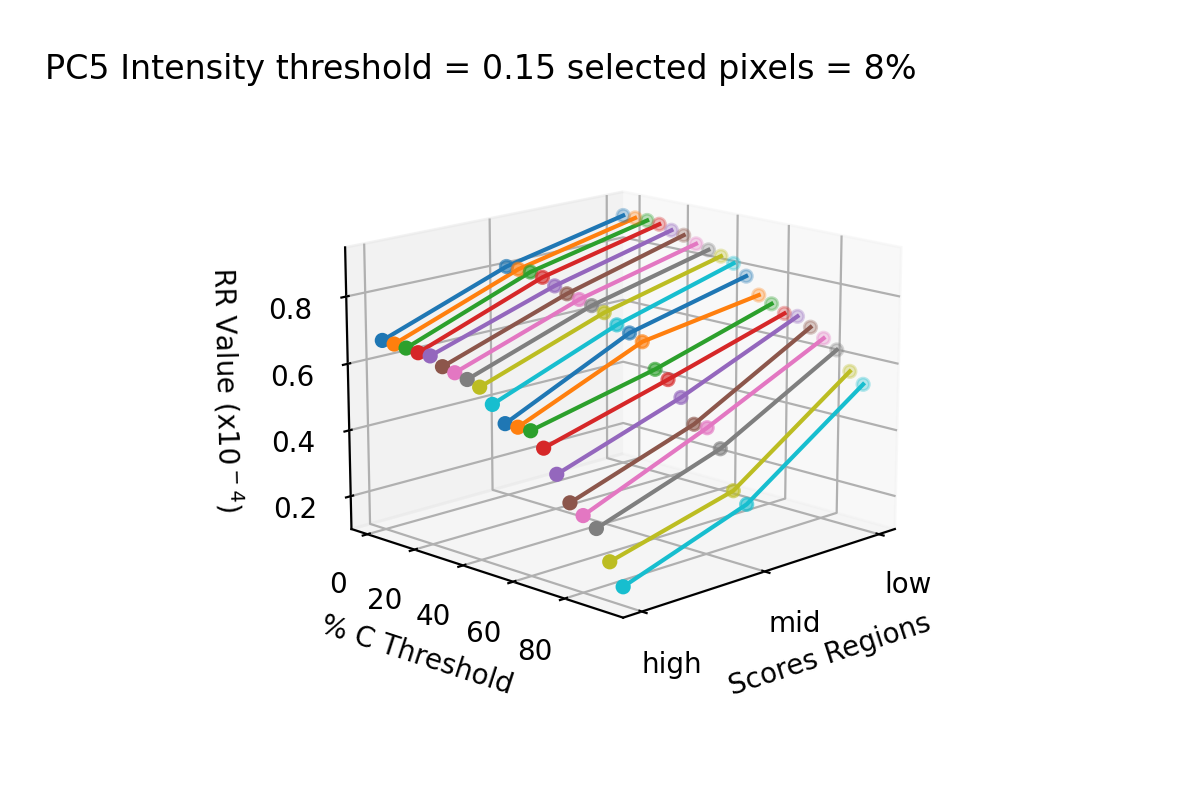 PC5 Intensity threshold = 0.15 selected pixels = 8%
RR Value (x10⁻⁴)
0.8
0.6
0.4
0.2
0
20
40
60
80
% C Threshold
high
mid
low
Scores Regions